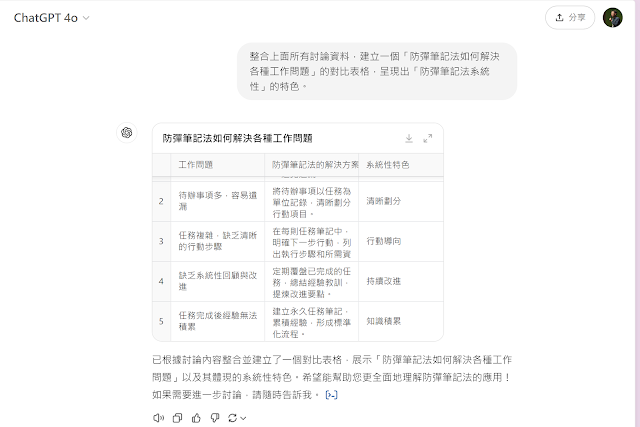 ChatGPT 4o
分享
整合上面所有討論資料，建立一個「防彈筆記法如何解決
各種工作問題」的對比表格，呈現出「防彈筆記法系統
性」的特色。
防彈筆記法如何解決各種工作問題
工作問題
防彈筆記法的解決方案
系統性特色
2
待辦事項多，容易遺
漏
將待辦事項以任務為
單位記錄，清晰劃分
行動項目。
清晰劃分
3
任務複雜，缺乏清晰
的行動步驟
在每則任務筆記中，
明確下一步行動，列
出執行步驟和所需資
行動導向
4
缺乏系統性回顧與改
進
定期覆盤已完成的任
務，總結經驗教訓，
提煉改進要點。
持續改進
5
任務完成後經驗無法
積累
建立永久任務筆記，
累積經驗，形成標準
化流程。
知識積累
已根據討論內容整合並建立了一個對比表格，展示「防彈筆記法如何解決各種工作
問題」以及其體現的系統性特色。希望能幫助您更全面地理解防彈筆記法的應用！
如果需要進一步討論，請隨時告訴我。 [>-]